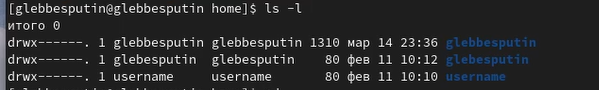 [glebbesputin@glebbesputin home]$ ls -l
итого 0
drwx------. 1 glebbesputin glebbesputin 1310 мар 14 23:36 glebbesputin
drwx------. 1 glebesputin  glebesputin    80 фев 11 10:12 glebesputin
drwx------. 1 username     username       80 фев 11 10:10 username